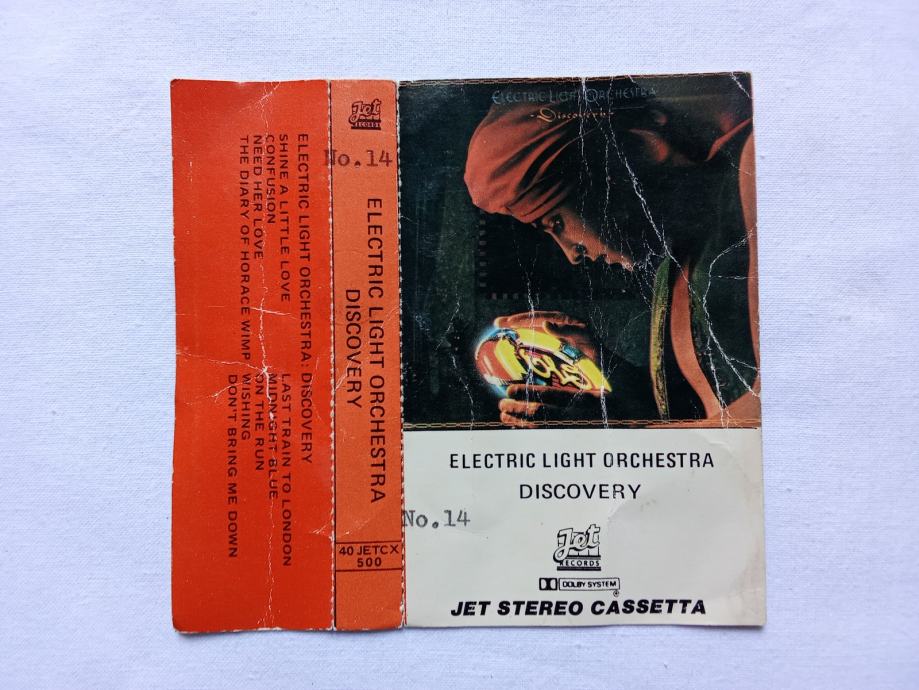 ELECTRIC LIGHT ORCHESTRA: DISCOVERY
SHINE A LITTLE LOVE
CONFUSION
NEED HER LOVE
THE DIARY OF HORACE WIMP
LAST TRAIN TO LONDON
MIDNIGHT BLUE
ON THE RUN
WISHING
DON'T BRING ME DOWN
Jet
RECORDS
No.14
ELECTRIC LIGHT ORCHESTRA
DISCOVERY
40 JETCX
500
ELECTRIC LIGHT ORCHESTRA
-Discovery-
ELECTRIC LIGHT ORCHESTRA
DISCOVERY
No.14
Jet
RECORDS
DOLBY SYSTEM
®
JET STEREO CASSETTA